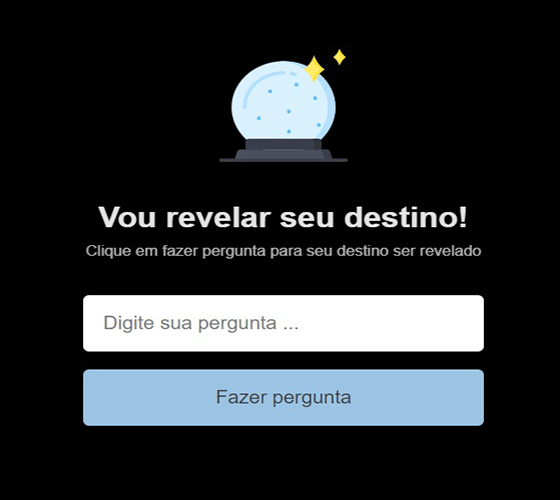 Vou revelar seu destino!
Clique em fazer pergunta para seu destino ser revelado
Digite sua pergunta ...
Fazer pergunta